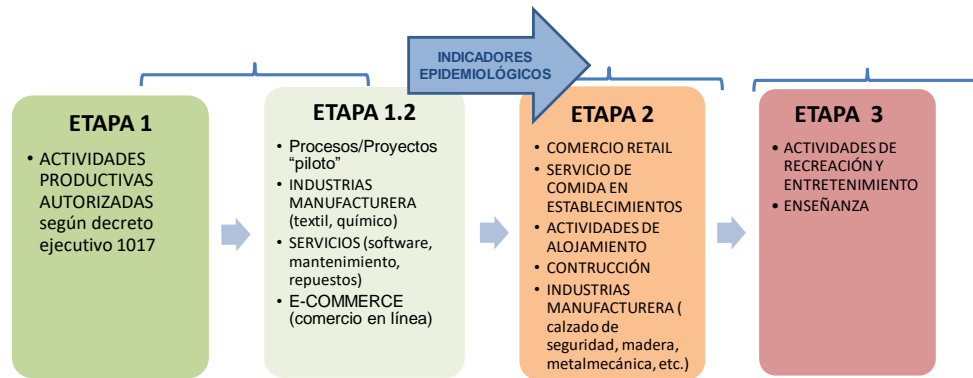 INDICADORES
EPIDEMIOLÓGICOS
ETAPA 1
• ACTIVIDADES
PRODUCTIVAS
AUTORIZADAS
según decreto
ejecutivo 1017
ETAPA 1.2
• Procesos/Proyectos
“piloto”
• INDUSTRIAS
MANUFACTURERA
(textil, químico)
• SERVICIOS (software,
mantenimiento,
repuestos)
• E-COMMERCE
(comercio en línea)
ETAPA 2
• COMERCIO RETAIL
• SERVICIO DE
COMIDA EN
ESTABLECIMIENTOS
• ACTIVIDADES DE
ALOJAMIENTO
• CONTRUCCIÓN
• INDUSTRIAS
MANUFACTURERA (
calzado de
seguridad, madera,
metalmecánica, etc.)
ETAPA 3
• ACTIVIDADES DE
RECREACIÓN Y
ENTRETENIMIENTO
• ENSEÑANZA